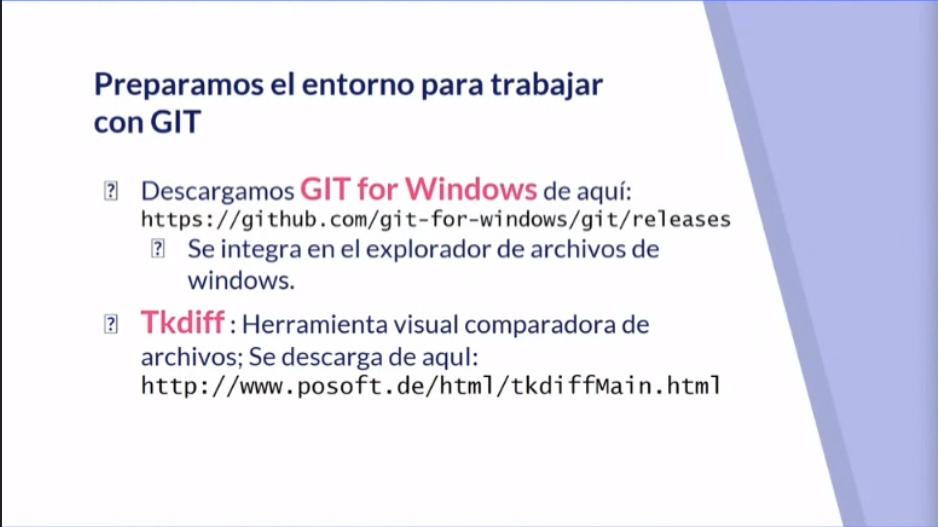 Preparamos el entorno para trabajar
con GIT
Descargamos GIT for Windows de aquí:
https://github.com/git-for-windows/git/releases
Se integra en el explorador de archivos de
windows.
Tkdiff : Herramienta visual comparadora de
archivos; Se descarga de aquI:
http://www.posoft.de/html/tkdiffMain.html